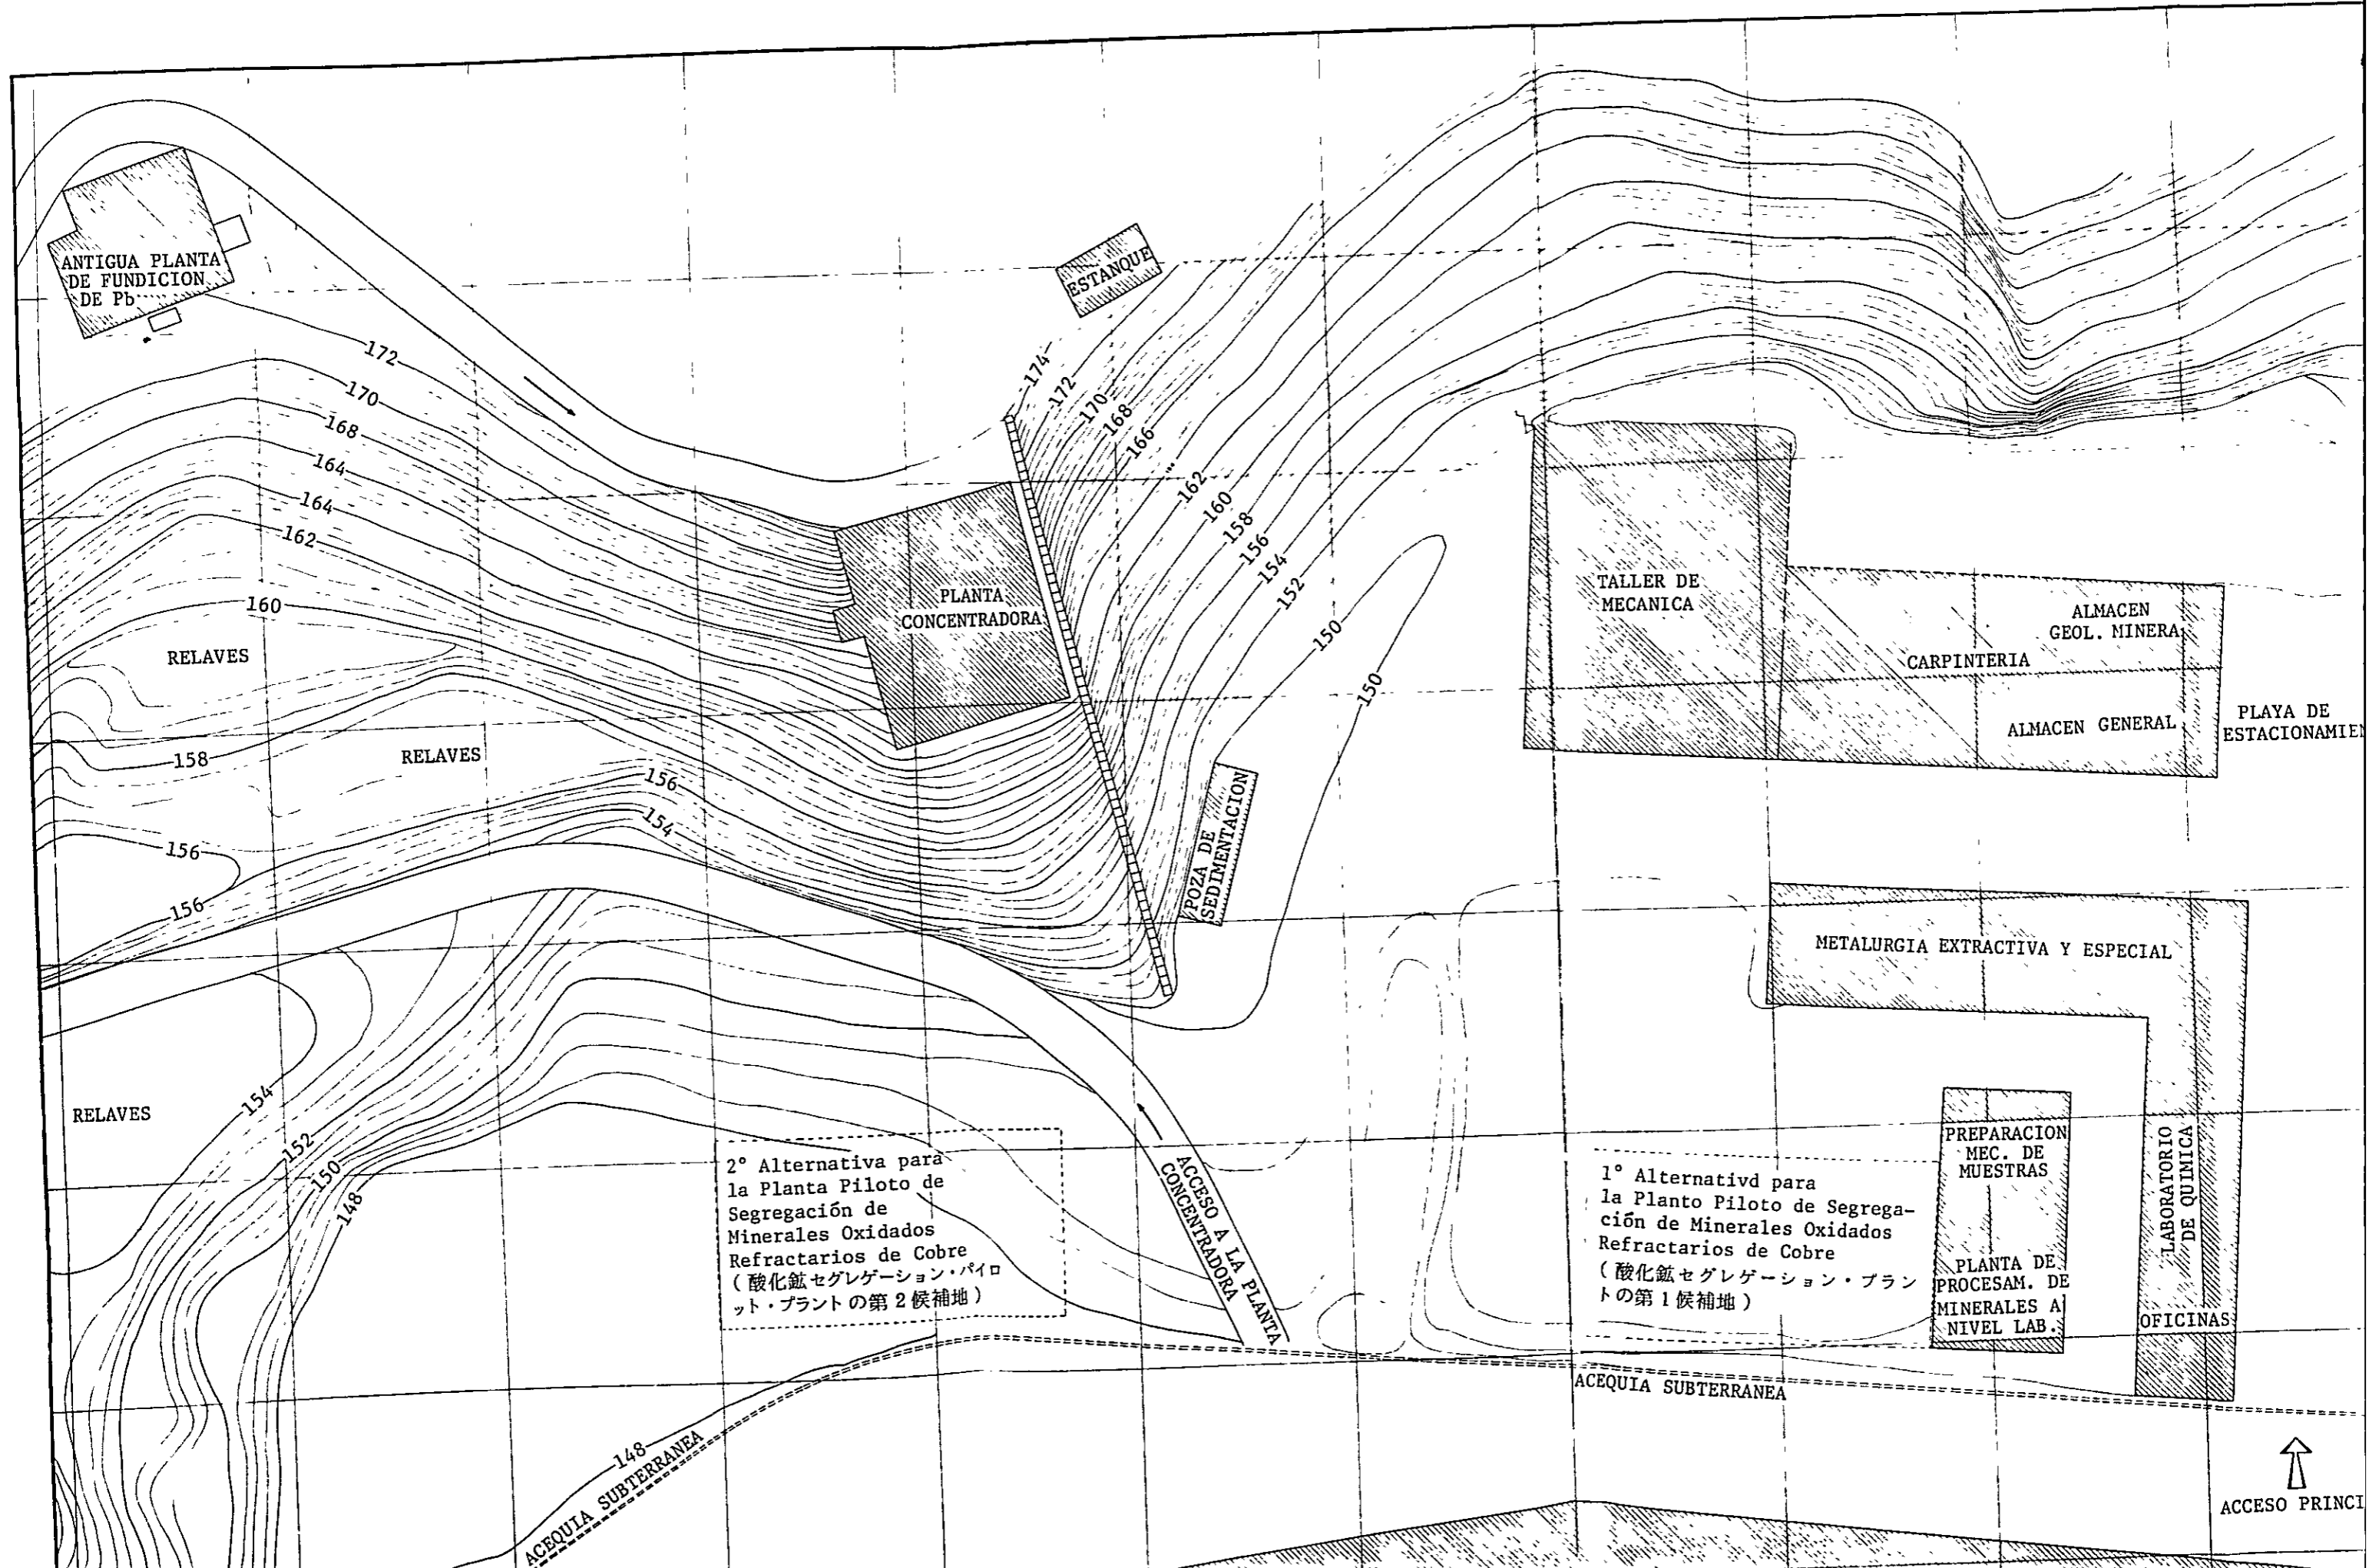 ANTIGUA PLANTA
DE FUNDICION
DE Pb
ESTANQUE
172
170
168
164
164
162
160
158
156
154
156
156
174
172
170
168
166
162
160
158
156
154
152
150
150
RELAVES
RELAVES
PLANTA
CONCENTRADORA
POZA DE
SEDIMENTACION
TALLER DE
MECANICA
ALMACEN
GEOL. MINERA
CARPINTERIA
ALMACEN GENERAL
PLAYA DE
ESTACIONAMIE
METALURGIA EXTRACTIVA Y ESPECIAL
RELAVES
154
152
150
148
2° Alternativa para
la Planta Piloto de
Segregación de
Minerales Oxidados
Refractarios de Cobre
(酸化鉱セグレゲーション・パイロ
ット・プラントの第2候補地)
ACCESO A LA PLANTA
CONCENTRADORA
1° Alternativd para
la Planto Piloto de Segrega-
ción de Minerales Oxidados
Refractarios de Cobre
(酸化鉱セグレゲーション・プラン
トの第1候補地)
PREPARACION
MEC. DE
MUESTRAS
PLANTA DE
PROCESAM. DE
MINERALES A
NIVEL LAB.
LABORATORIO
DE QUIMICA
OFICINAS
ACEQUIA SUBTERRANEA
148
ACEQUIA SUBTERRANEA
ACCESO PRINCI